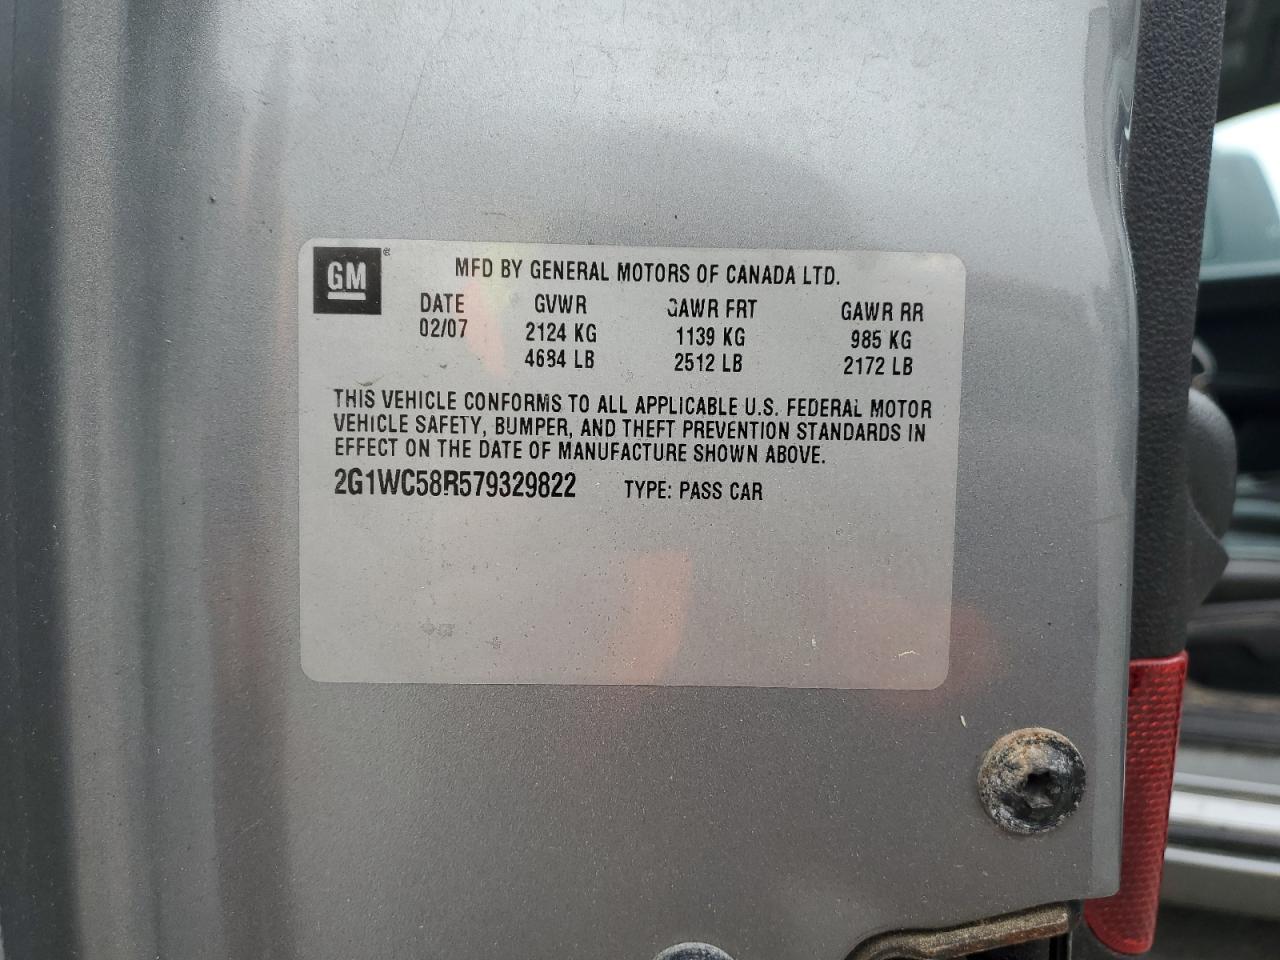 GM ®
MFD BY GENERAL MOTORS OF CANADA LTD.
DATE GVWR GAWR FRT GAWR RR
02/07 2124 KG 1139 KG 985 KG
4684 LB 2512 LB 2172 LB
THIS VEHICLE CONFORMS TO ALL APPLICABLE U.S. FEDERAL MOTOR
VEHICLE SAFETY, BUMPER, AND THEFT PREVENTION STANDARDS IN
EFFECT ON THE DATE OF MANUFACTURE SHOWN ABOVE.
2G1WC58R579329822 TYPE: PASS CAR